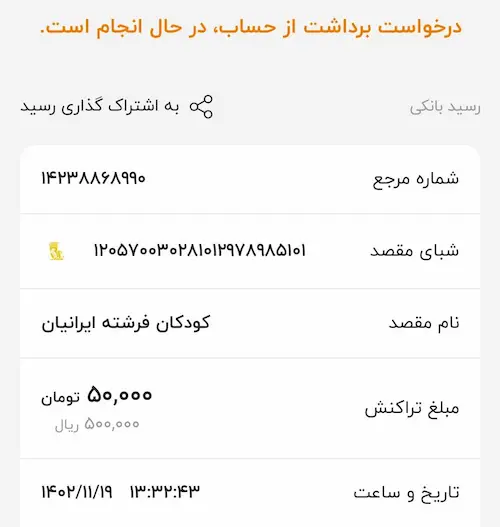 درخواست برداشت از حساب، در حال انجام است.
رسید بانکی
به اشتراک گذاری رسید
شماره مرجع ۱۴۲۳۸۸۶۸۹۹۰
شبای مقصد ۱۲۰۵۷۰۰۳۰۲۸۱۰۱۲۹۷۸۹۸۵۱۰۱
نام مقصد کودکان فرشته ایرانیان
مبلغ تراکنش ۵۰,۰۰۰ تومان
۵۰۰,۰۰۰ ریال
تاریخ و ساعت ۱۳:۳۲:۴۳ ۱۴۰۲/۱۱/۱۹